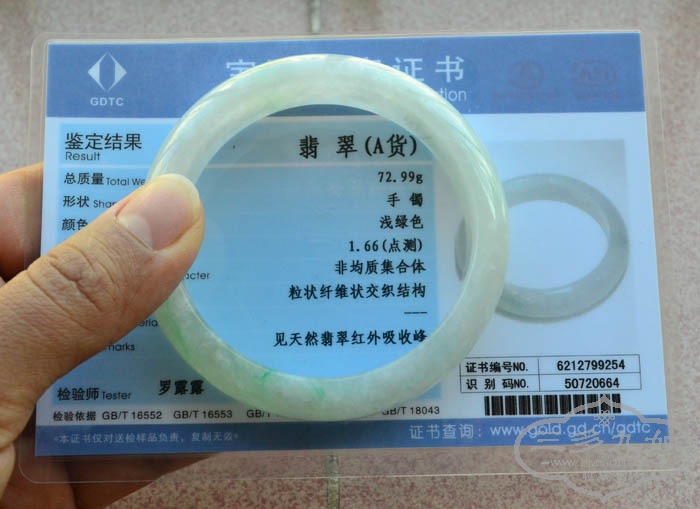 GDTC
证书
鉴定结果
Result
翡翠(A货)
总质量 Total We
72.99g
形状 Sha
手镯
颜色
浅绿色
1.66(点测)
acter
非均质集合体
粒状纤维状交织结构
———
见天然翡翠红外吸收峰
marks
检验师 Tester 罗露露
检验依据 GB/T 16552 GB/T 16553 GB/T 18043
证书编号NO. 6212799254
识别码NO. 50720664
*本证书仅对送检样品负责，复制无效
证书查询：www.gold.gd.cn/gdtc